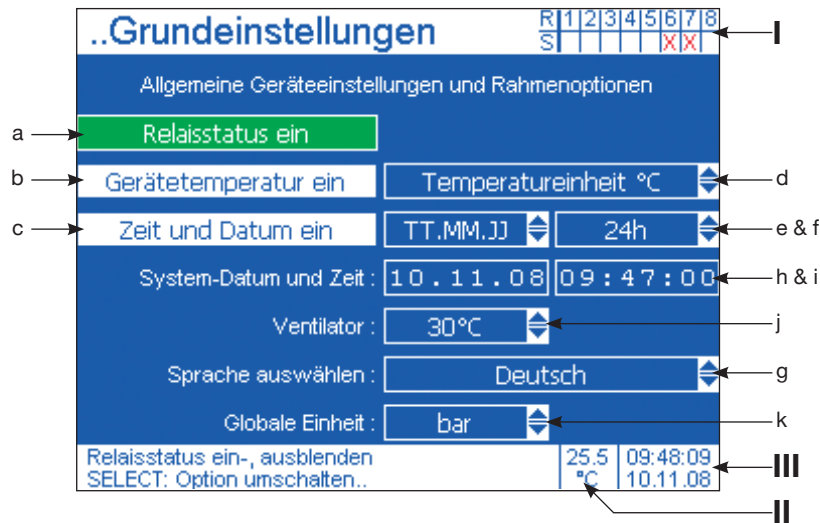 ..Grundeinstellungen R 1 2 3 4 5 6 7 8 I
S X X
Allgemeine Geräteeinstellungen und Rahmenoptionen
a Relaisstatus ein
b Gerätetemperatur ein Temperatureinheit °C d
c Zeit und Datum ein TT.MM.JJ 24h e & f
System-Datum und Zeit : 10.11.08 09:47:00 h & i
Ventilator : 30°C j
Sprache auswählen : Deutsch g
Globale Einheit : bar k
Relaisstatus ein-, ausblenden 25.5 09:48:09 III
SELECT: Option umschalten.. °C 10.11.08
II